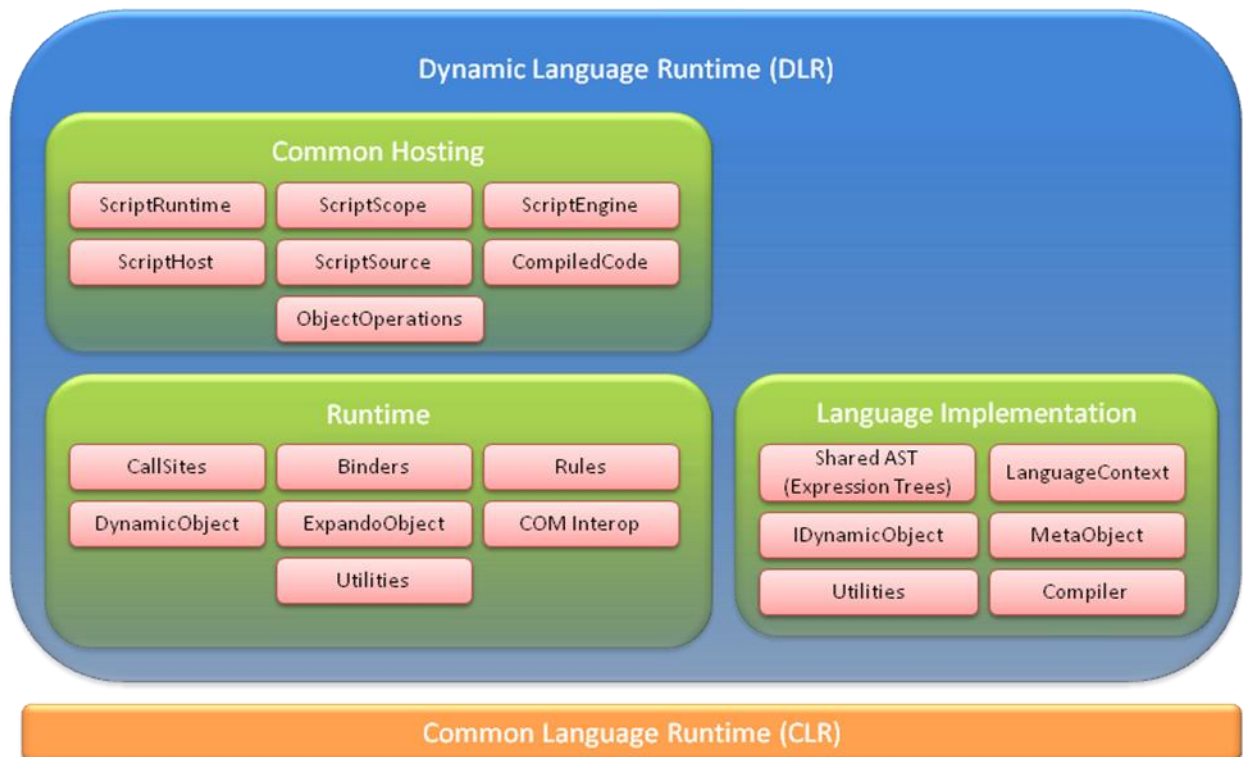 Dynamic Language Runtime (DLR)
Common Hosting
ScriptRuntime
ScriptScope
ScriptEngine
ScriptHost
ScriptSource
CompiledCode
ObjectOperations
Runtime
CallSites
Binders
Rules
DynamicObject
ExpandoObject
COM Interop
Utilities
Language Implementation
Shared AST
(Expression Trees)
LanguageContext
IDynamicObject
MetaObject
Utilities
Compiler
Common Language Runtime (CLR)